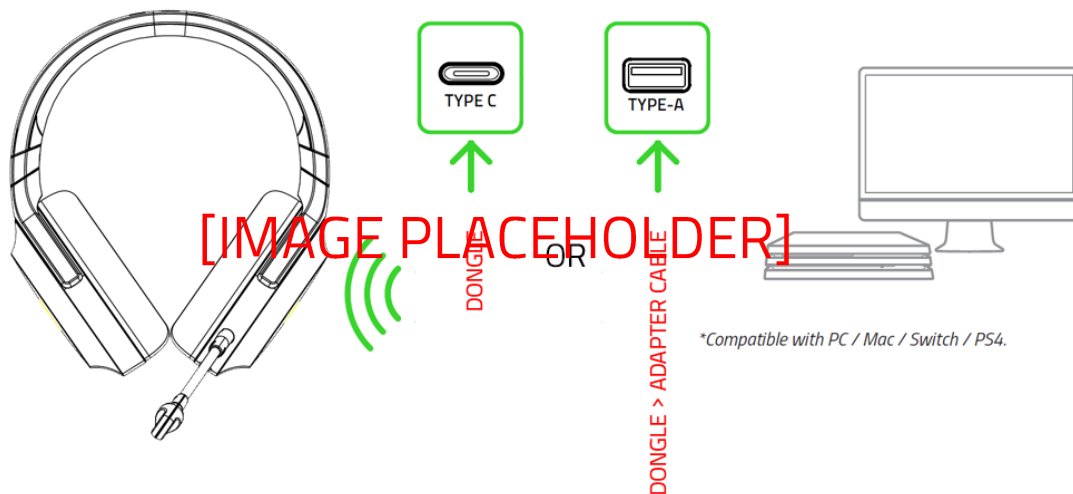 TYPE C
TYPE-A
[IMAGE PLACEHOLDER]
DONGLE
OR
DONGLE > ADAPTER CABLE
*Compatible with PC / Mac / Switch / PS4.